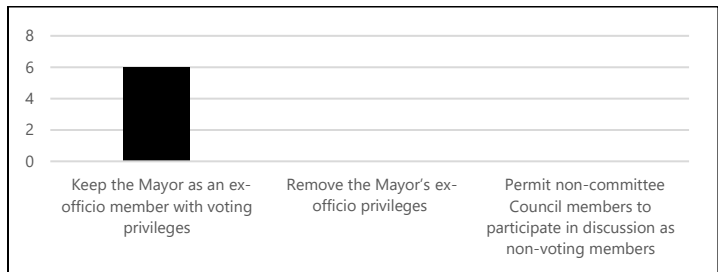 8
6
4
2
0
Keep the Mayor as an ex-
officio member with voting
privileges
Remove the Mayor’s ex-
officio privileges
Permit non-committee
Council members to
participate in discussion as
non-voting members